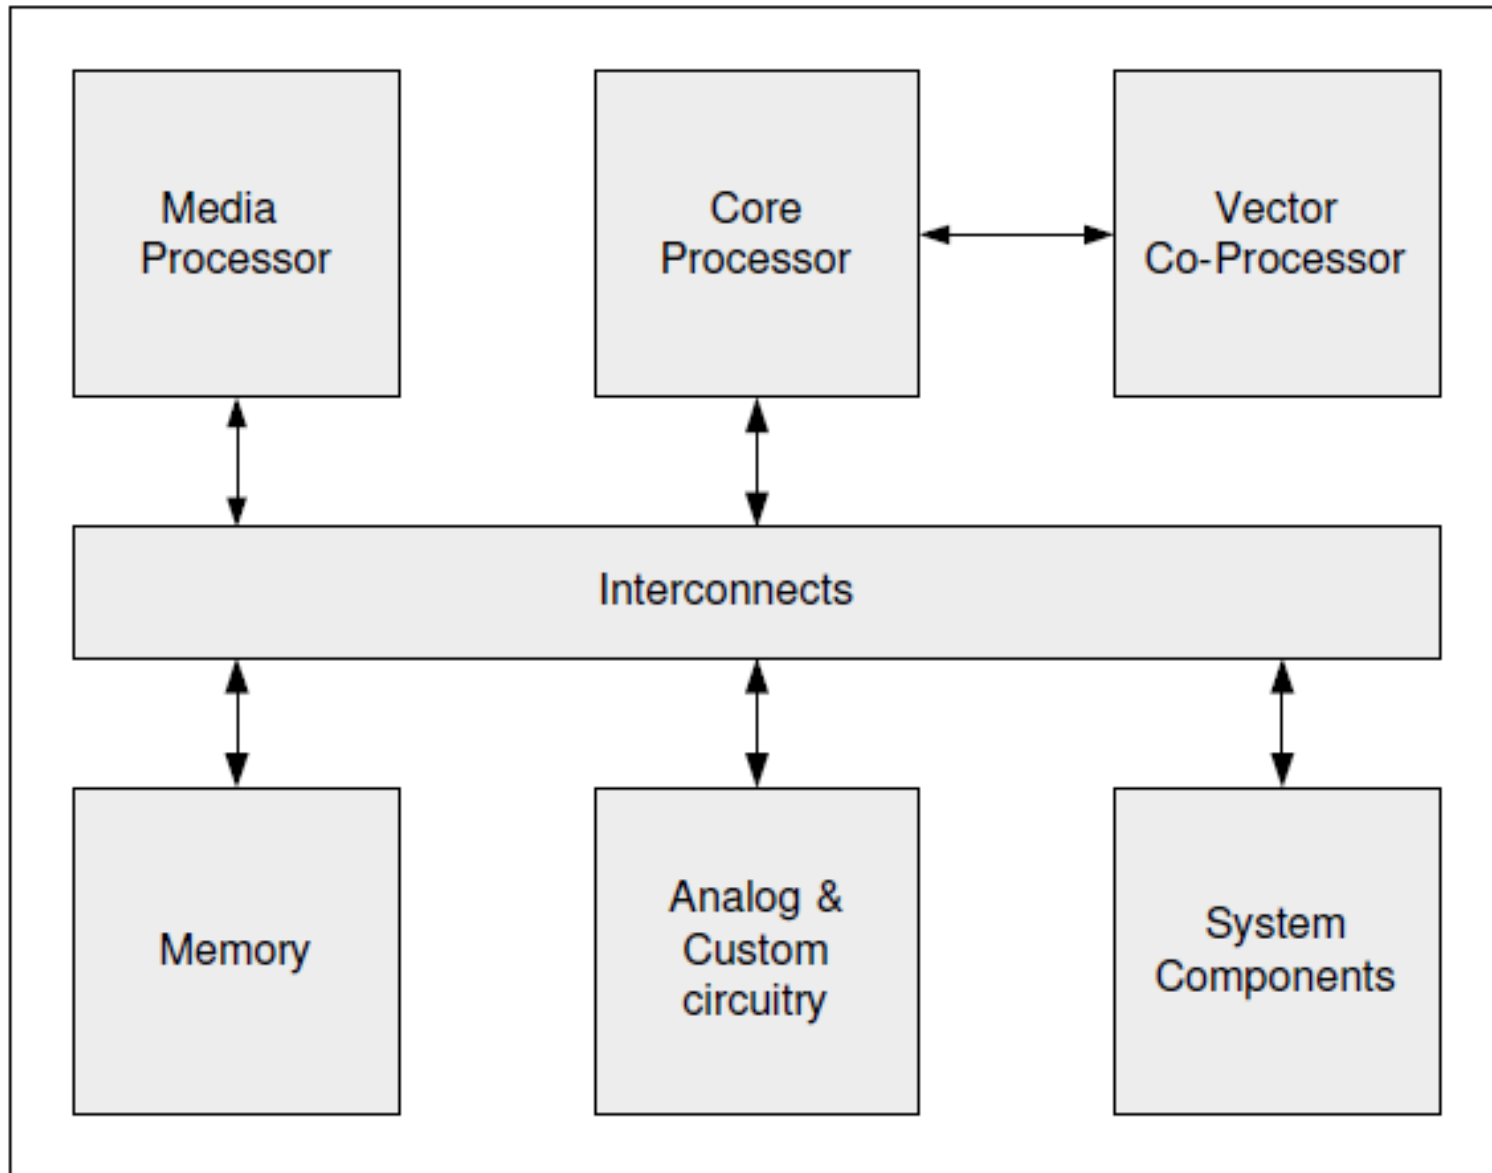 Media
Processor
Core
Processor
Vector
Co-Processor
Interconnects
Memory
Analog &
Custom
circuitry
System
Components